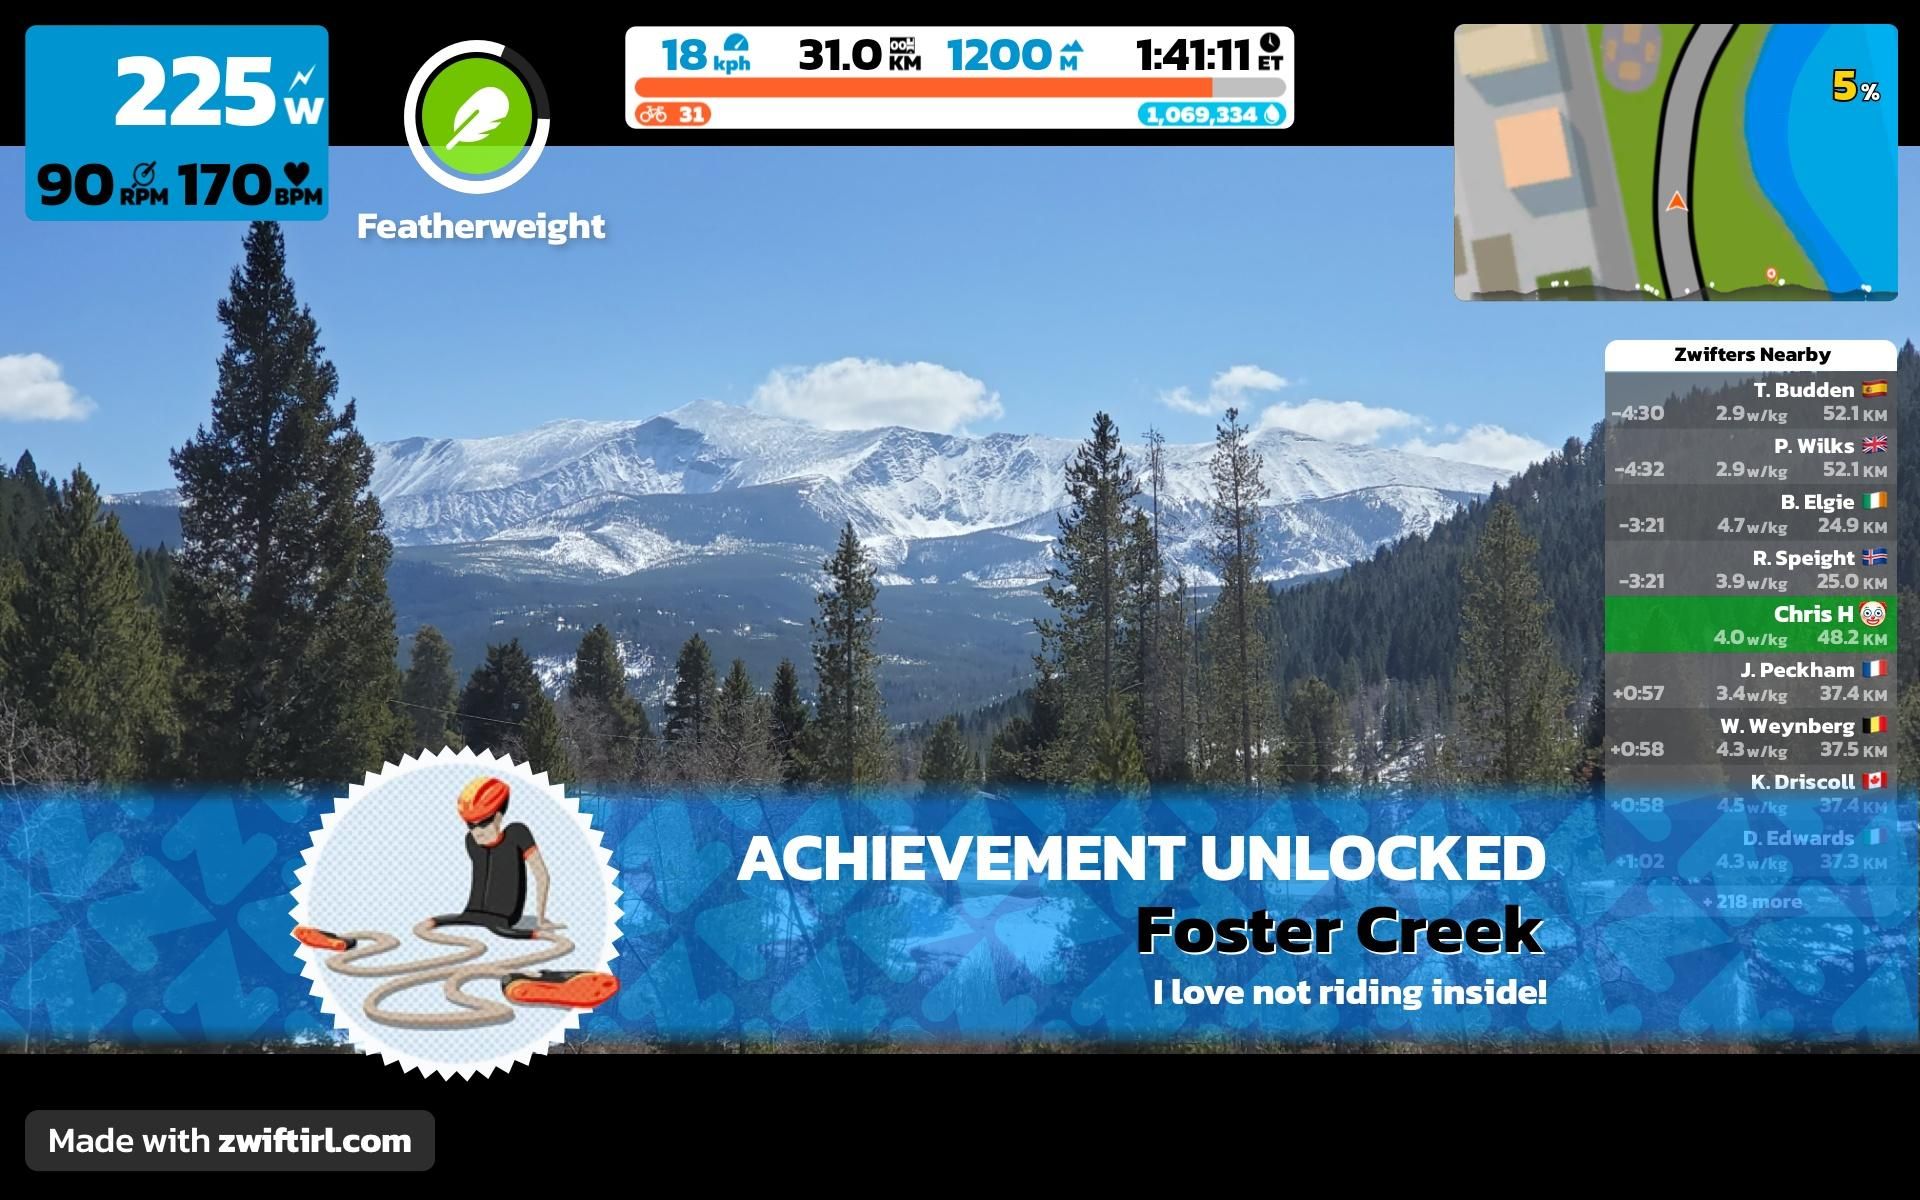 225 W
90 RPM 170 BPM
Featherweight
18 kph 31.0 KM 1200 M 1:41:11 ET
31 1,069,334
5%
Zwifters Nearby
T. Budden
-4:30 2.9 w/kg 52.1 KM
P. Wilks
-4:32 2.9 w/kg 52.1 KM
B. Elgie
-3:21 4.7 w/kg 24.9 KM
R. Speight
-3:21 3.9 w/kg 25.0 KM
Chris H
4.0 w/kg 48.2 KM
J. Peckham
+0:57 3.4 w/kg 37.4 KM
W. Weynberg
+0:58 4.3 w/kg 37.5 KM
K. Driscoll
+0:58 4.5 w/kg 37.4 KM
D. Edwards
+1:02 4.3 w/kg 37.3 KM
+ 218 more
ACHIEVEMENT UNLOCKED
Foster Creek
I love not riding inside!
Made with zwiftirl.com